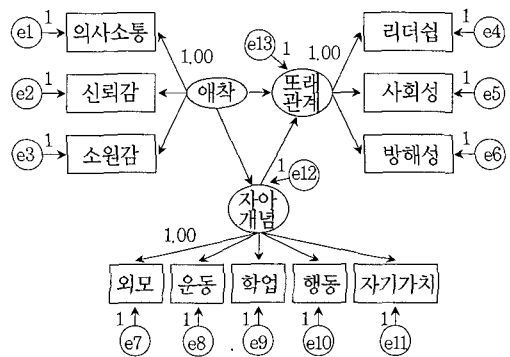 e1 1 의사소통
e13 1
1.00
리더쉽 1 e4
1.00
e2 1 신뢰감
애착
또래
관계
사회성 1 e5
e3 1 소원감
방해성 1 e6
1 e12
자아
개념
1.00
외모 운동 학업 행동 자기가치
1 1 1 1 1
e7 e8 e9 e10 e11